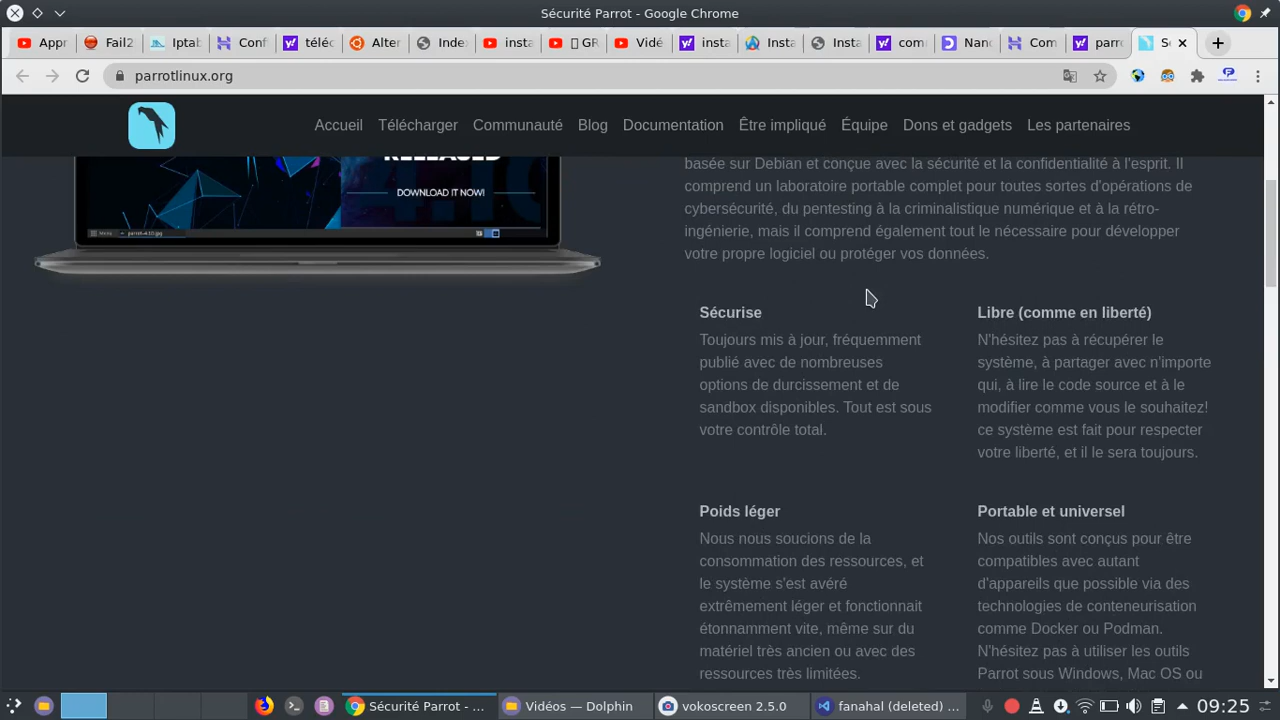 Sécurité Parrot - Google Chrome
Appr
Fail2
Iptab
Conf
téléc
Alter
Index
insta
GR
Vidé
insta
Insta
Insta
com
Nano
Com
parro
Sé
parrotlinux.org
Accueil Télécharger Communauté Blog Documentation Être impliqué Équipe Dons et gadgets Les partenaires
RELEASED
DOWNLOAD IT NOW!
basée sur Debian et conçue avec la sécurité et la confidentialité à l'esprit. Il
comprend un laboratoire portable complet pour toutes sortes d'opérations de
cybersécurité, du pentesting à la criminalistique numérique et à la rétro-
ingénierie, mais il comprend également tout le nécessaire pour développer
votre propre logiciel ou protéger vos données.
Sécurise
Toujours mis à jour, fréquemment
publié avec de nombreuses
options de durcissement et de
sandbox disponibles. Tout est sous
votre contrôle total.
Libre (comme en liberté)
N'hésitez pas à récupérer le
système, à partager avec n'importe
qui, à lire le code source et à le
modifier comme vous le souhaitez!
ce système est fait pour respecter
votre liberté, et il le sera toujours.
Poids léger
Nous nous soucions de la
consommation des ressources, et
le système s'est avéré
extrêmement léger et fonctionnait
étonnamment vite, même sur du
matériel très ancien ou avec des
ressources très limitées.
Portable et universel
Nos outils sont conçus pour être
compatibles avec autant
d'appareils que possible via des
technologies de conteneurisation
comme Docker ou Podman.
N'hésitez pas à utiliser les outils
Parrot sous Windows, Mac OS ou
Sécurité Parrot - ...
Vidéos — Dolphin
vokoscreen 2.5.0
fanahal (deleted) ...
09:25